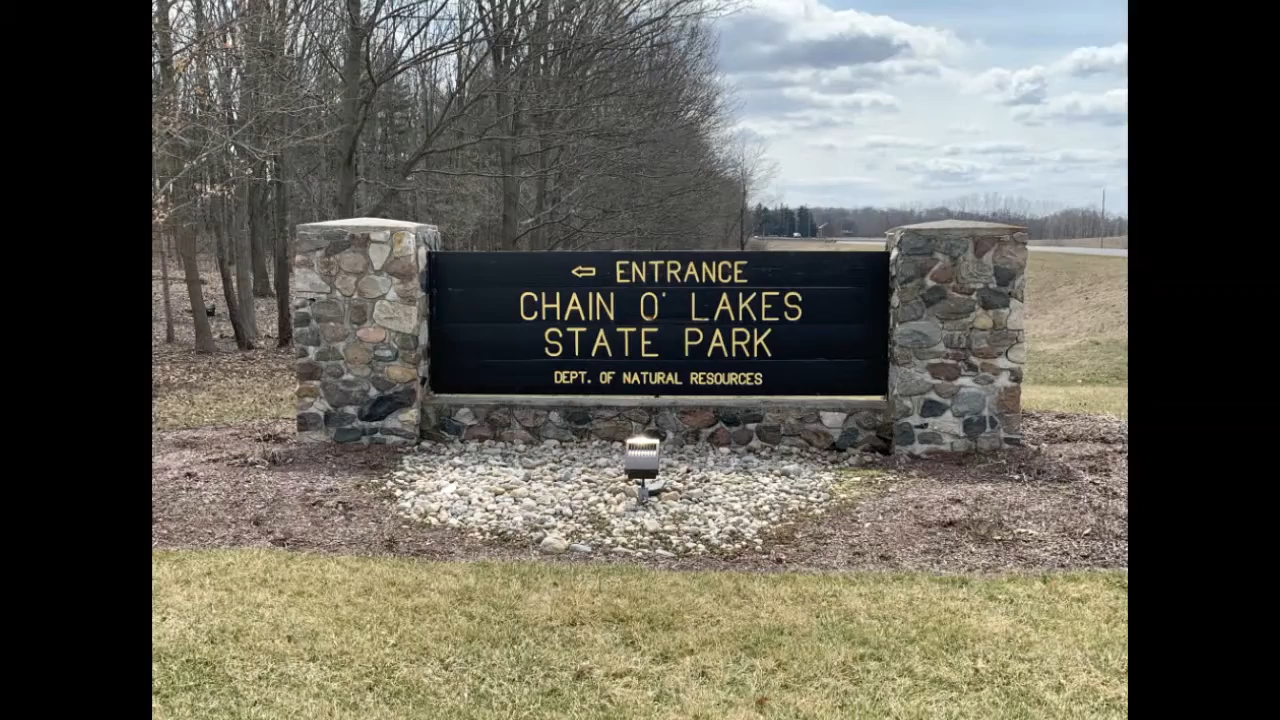 ⇦ ENTRANCE
CHAIN O' LAKES
STATE PARK
DEPT. OF NATURAL RESOURCES